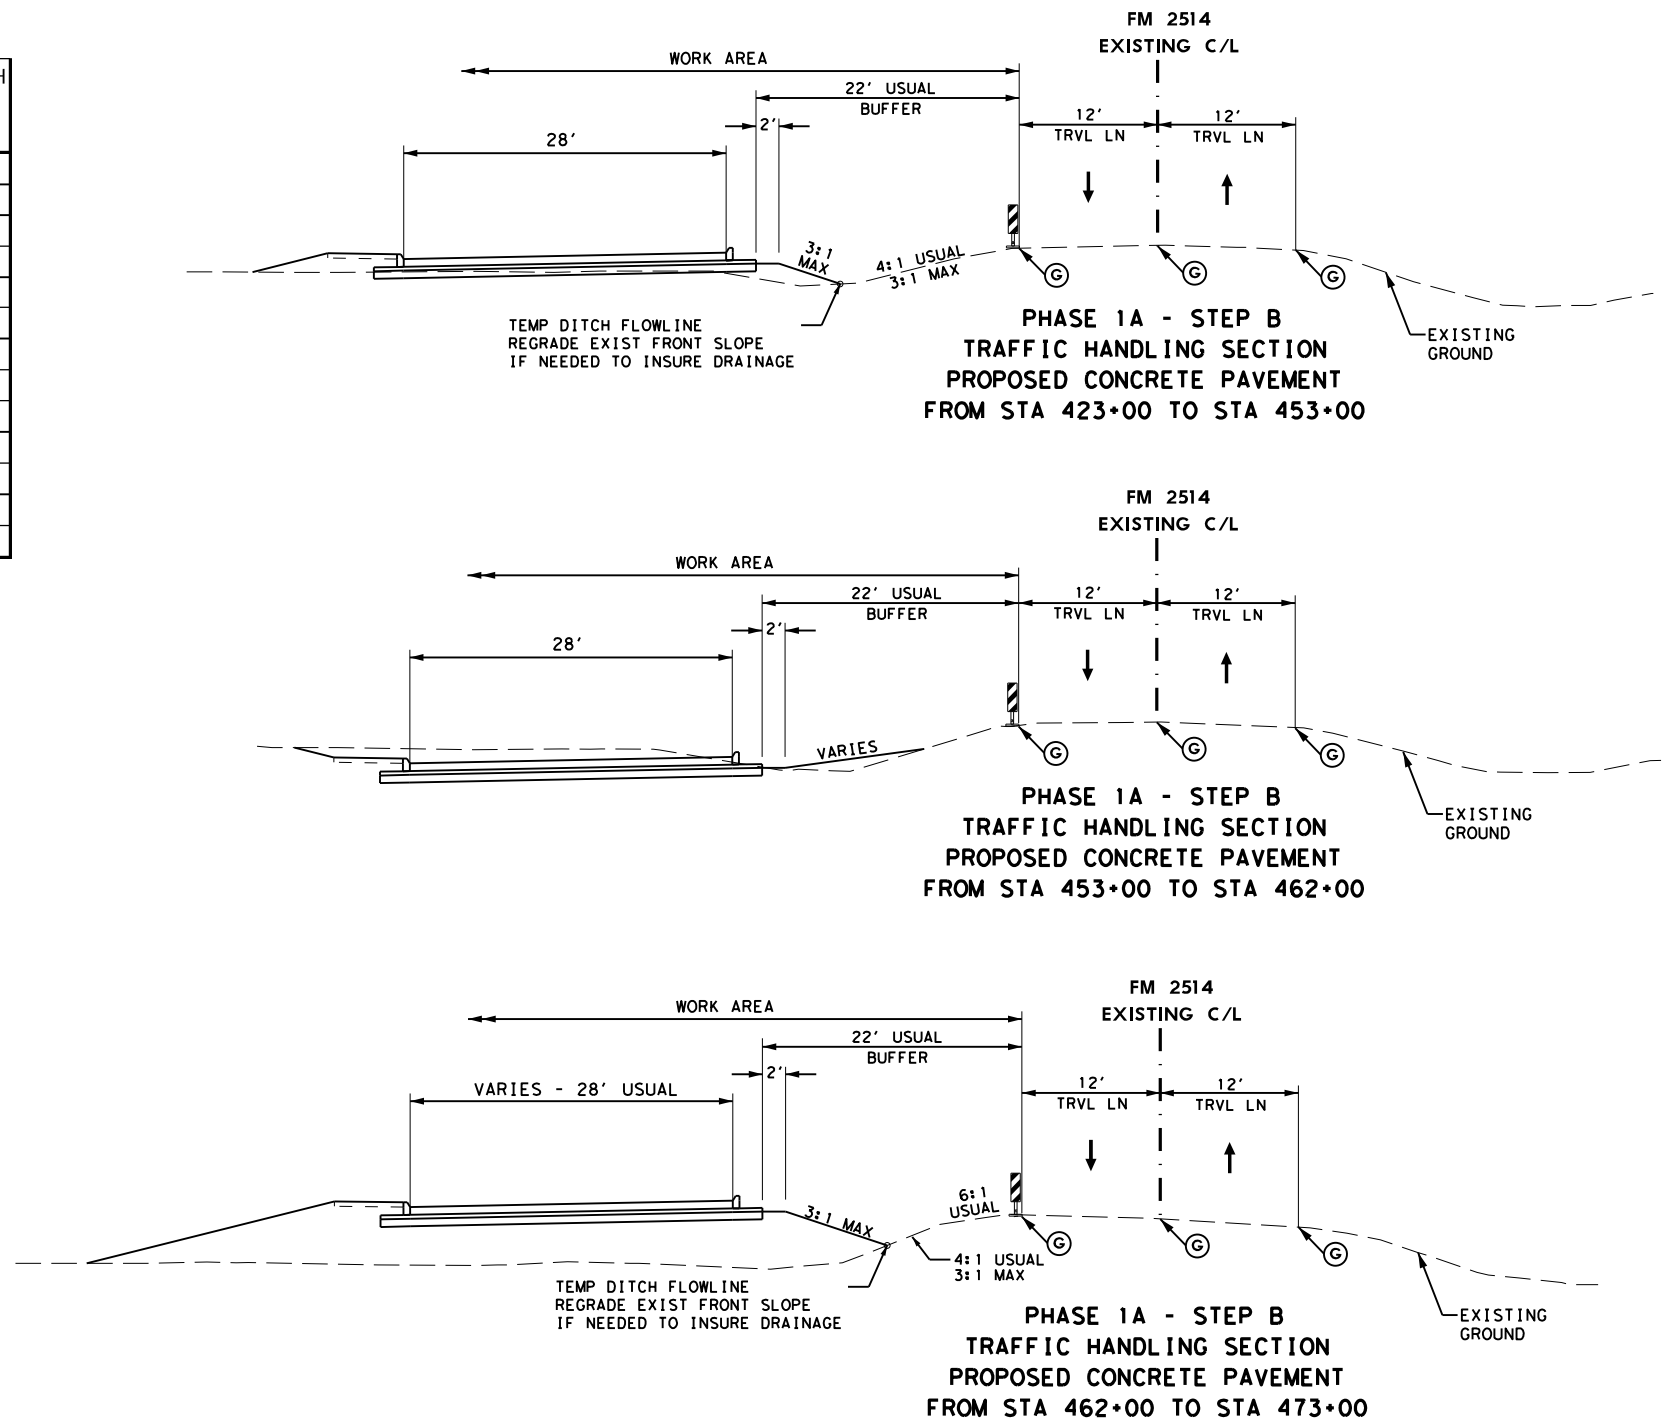 H
FM 2514
EXISTING C/L
WORK AREA
22' USUAL
BUFFER
2'
12'
TRVL LN
12'
TRVL LN
28'
3:1
MAX
4:1 USUAL
3:1 MAX
G
G
G
TEMP DITCH FLOWLINE
REGRADE EXIST FRONT SLOPE
IF NEEDED TO INSURE DRAINAGE
EXISTING
GROUND
PHASE 1A - STEP B
TRAFFIC HANDLING SECTION
PROPOSED CONCRETE PAVEMENT
FROM STA 423+00 TO STA 453+00
FM 2514
EXISTING C/L
WORK AREA
22' USUAL
BUFFER
2'
12'
TRVL LN
12'
TRVL LN
28'
VARIES
G
G
G
EXISTING
GROUND
PHASE 1A - STEP B
TRAFFIC HANDLING SECTION
PROPOSED CONCRETE PAVEMENT
FROM STA 453+00 TO STA 462+00
FM 2514
EXISTING C/L
WORK AREA
22' USUAL
BUFFER
2'
12'
TRVL LN
12'
TRVL LN
VARIES - 28' USUAL
3:1 MAX
6:1
USUAL
4:1 USUAL
3:1 MAX
G
G
G
TEMP DITCH FLOWLINE
REGRADE EXIST FRONT SLOPE
IF NEEDED TO INSURE DRAINAGE
EXISTING
GROUND
PHASE 1A - STEP B
TRAFFIC HANDLING SECTION
PROPOSED CONCRETE PAVEMENT
FROM STA 462+00 TO STA 473+00